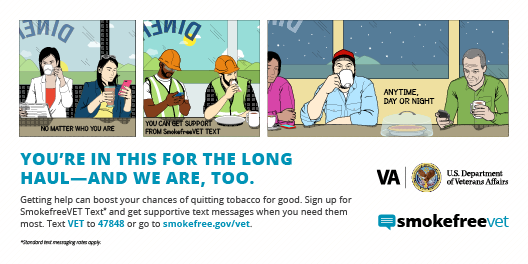 DINER
DINER
DINER
NO MATTER WHO YOU ARE
YOU CAN GET SUPPORT
FROM SmokefreeVET TEXT
ANYTIME,
DAY OR NIGHT
YOU'RE IN THIS FOR THE LONG
HAUL—AND WE ARE, TOO.
Getting help can boost your chances of quitting tobacco for good. Sign up for
SmokefreeVET Text* and get supportive text messages when you need them
most. Text VET to 47848 or go to smokefree.gov/vet.
*Standard text messaging rates apply.
VA
U.S. Department
of Veterans Affairs
smokefreevet